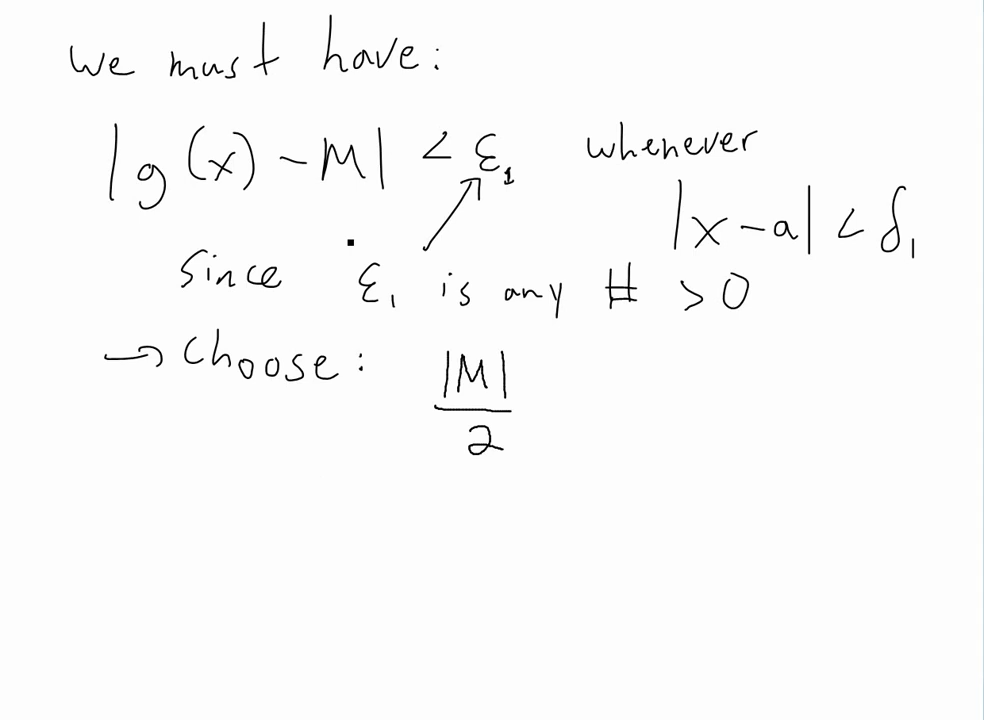 We must have:
|g(x) - M| < ε₁ whenever
|x - a| < δ₁
since ε₁ is any # > 0
→ choose: |M|/2